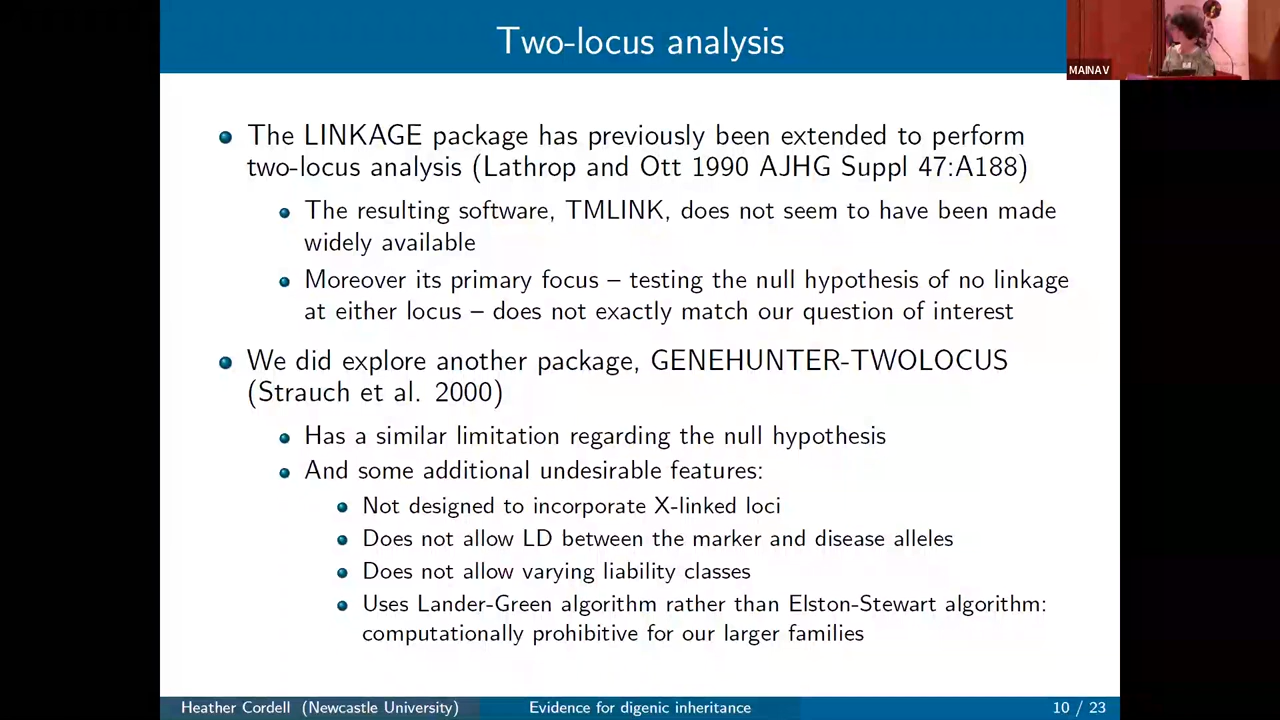 Two-locus analysis
MAINAV
The LINKAGE package has previously been extended to perform
two-locus analysis (Lathrop and Ott 1990 AJHG Suppl 47:A188)
The resulting software, TMLINK, does not seem to have been made
widely available
Moreover its primary focus – testing the null hypothesis of no linkage
at either locus – does not exactly match our question of interest
We did explore another package, GENEHUNTER-TWOLOCUS
(Strauch et al. 2000)
Has a similar limitation regarding the null hypothesis
And some additional undesirable features:
Not designed to incorporate X-linked loci
Does not allow LD between the marker and disease alleles
Does not allow varying liability classes
Uses Lander-Green algorithm rather than Elston-Stewart algorithm:
computationally prohibitive for our larger families
Heather Cordell (Newcastle University) Evidence for digenic inheritance 10 / 23